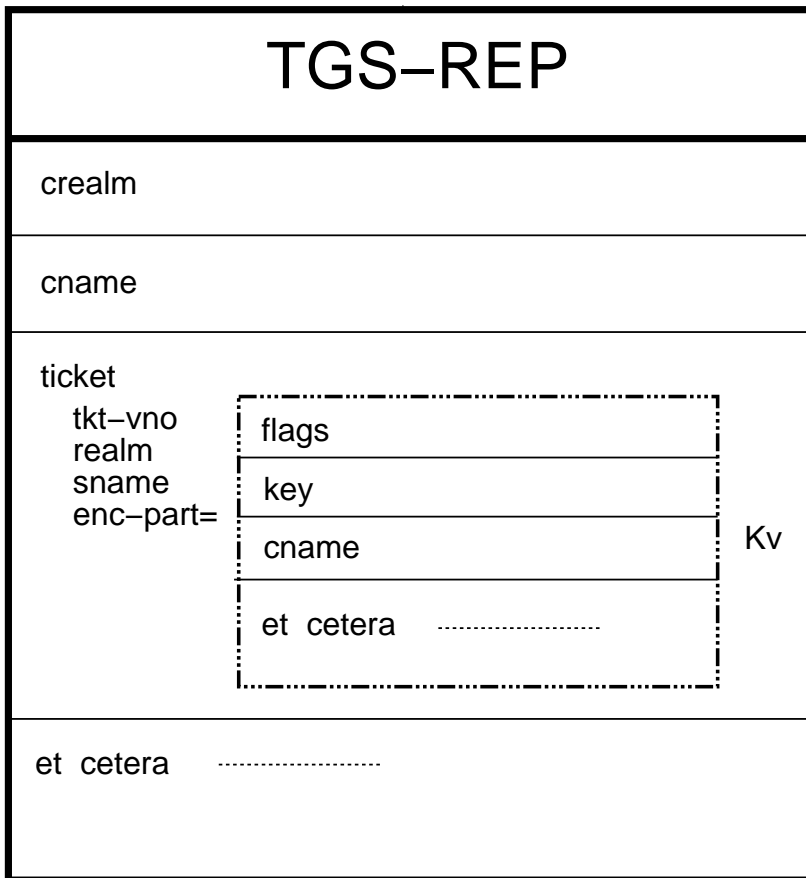 TGS–REP
crealm
cname
ticket
tkt–vno
realm
sname
enc–part=
flags
key
cname
et cetera
Kv
et cetera